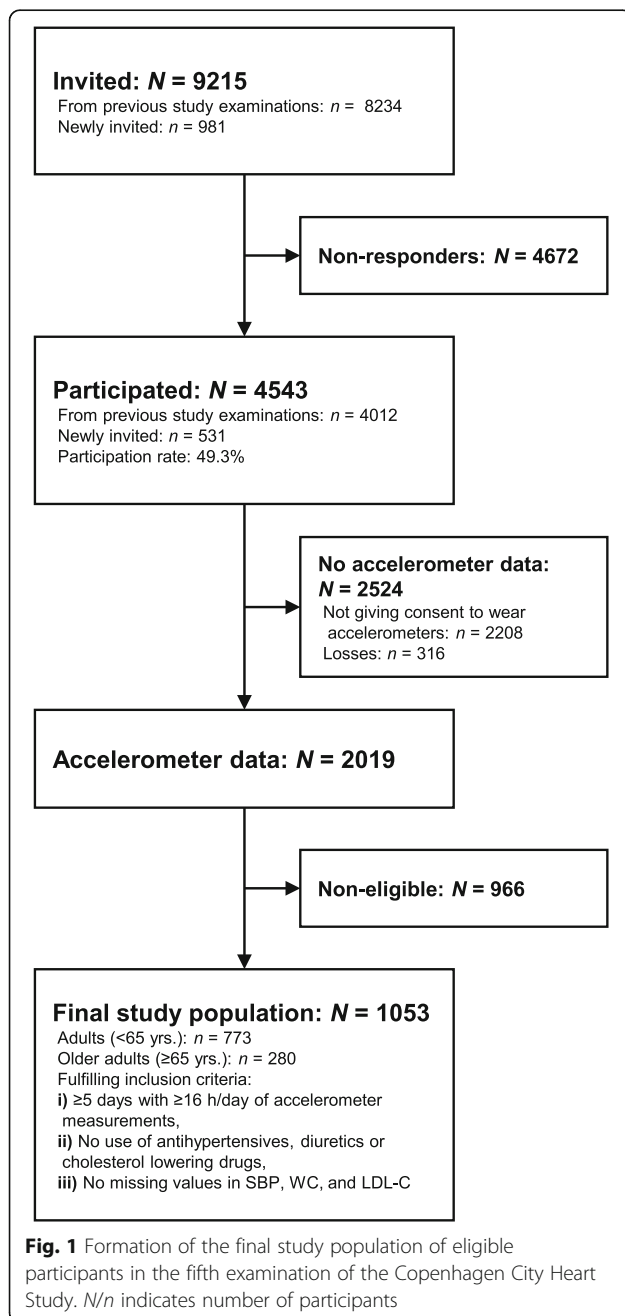 Invited: N = 9215
From previous study examinations: n = 8234
Newly invited: n = 981
Non-responders: N = 4672
Participated: N = 4543
From previous study examinations: n = 4012
Newly invited: n = 531
Participation rate: 49.3%
No accelerometer data:
N = 2524
Not giving consent to wear
accelerometers: n = 2208
Losses: n = 316
Accelerometer data: N = 2019
Non-eligible: N = 966
Final study population: N = 1053
Adults (<65 yrs.): n = 773
Older adults (≥65 yrs.): n = 280
Fulfilling inclusion criteria:
i) ≥5 days with ≥16 h/day of accelerometer
measurements,
ii) No use of antihypertensives, diuretics or
cholesterol lowering drugs,
iii) No missing values in SBP, WC, and LDL-C
Fig. 1 Formation of the final study population of eligible
participants in the fifth examination of the Copenhagen City Heart
Study. N/n indicates number of participants